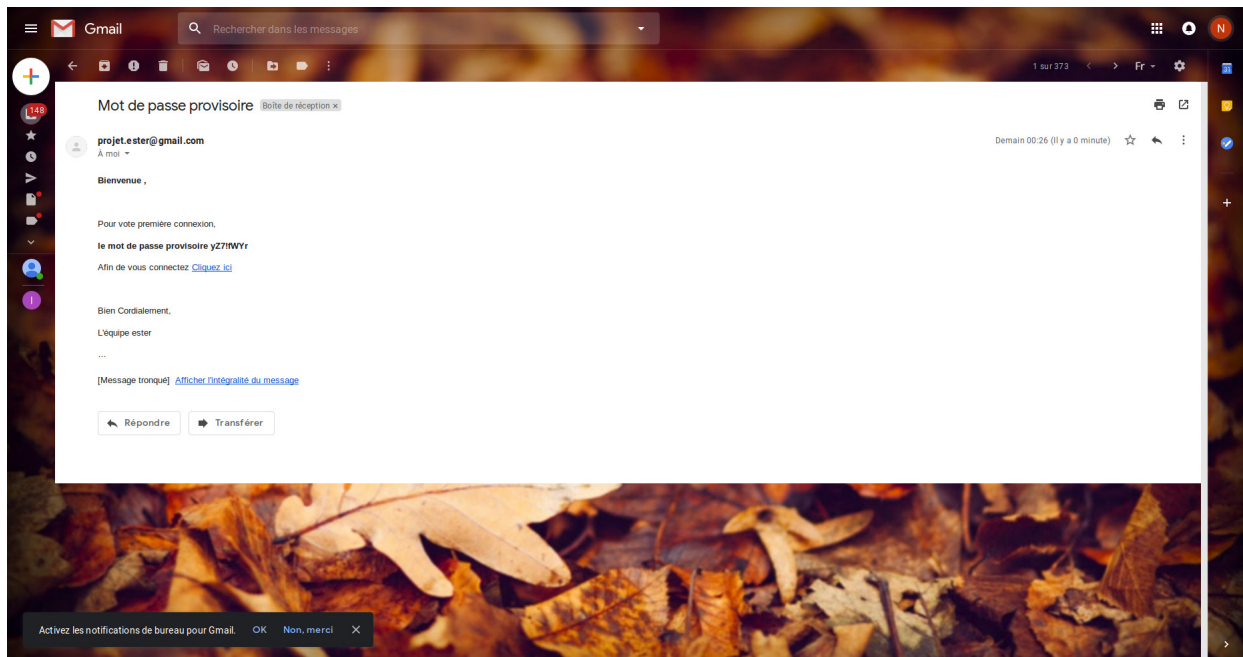 Gmail
Rechercher dans les messages
N
1 sur 373
Fr
31
148
Mot de passe provisoire
Boîte de réception ×
projet.ester@gmail.com
Demain 00:26 (Il y a 0 minute)
À moi
Bienvenue ,
Pour vote première connexion,
le mot de passe provisoire
Afin de vous connectez Cliquez ici
I
Bien Cordialement,
L'équipe ester
...
[Message tronqué] Afficher l'intégralité du message
Répondre
Transférer
Activez les notifications de bureau pour Gmail. OK Non, merci